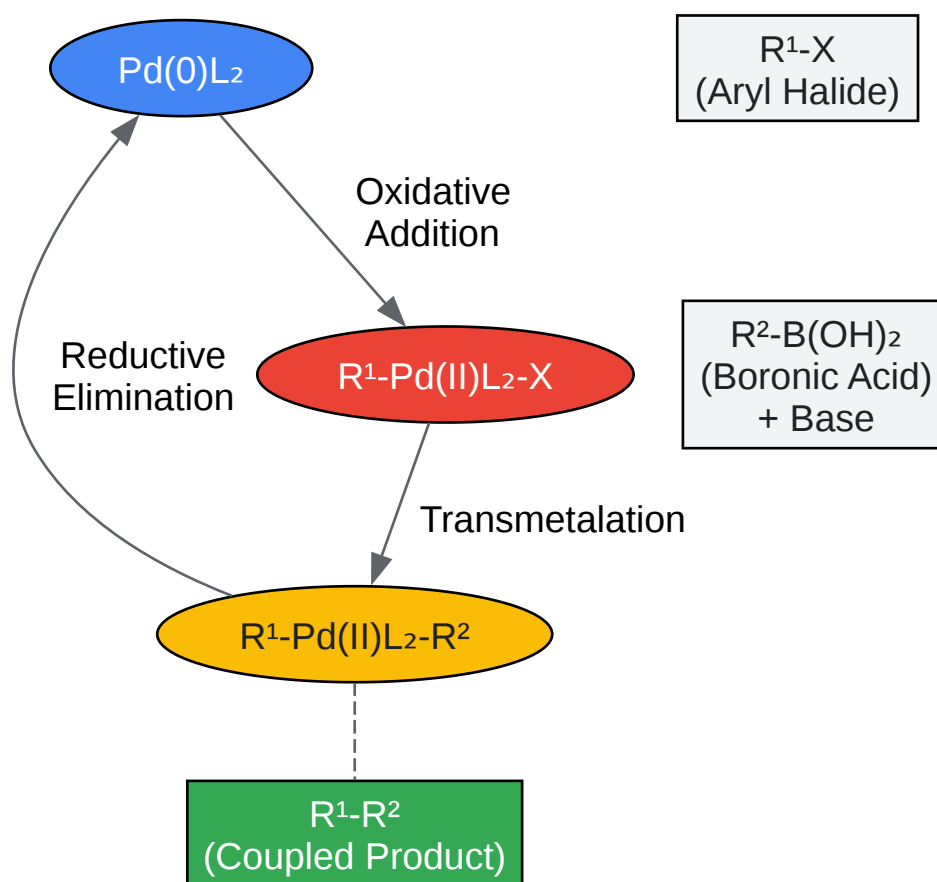 Pd(0)L₂
R¹-X
(Aryl Halide)
Oxidative
Addition
R²-B(OH)₂
(Boronic Acid)
+ Base
Reductive
Elimination
R¹-Pd(II)L₂-X
Transmetalation
R¹-Pd(II)L₂-R²
R¹-R²
(Coupled Product)